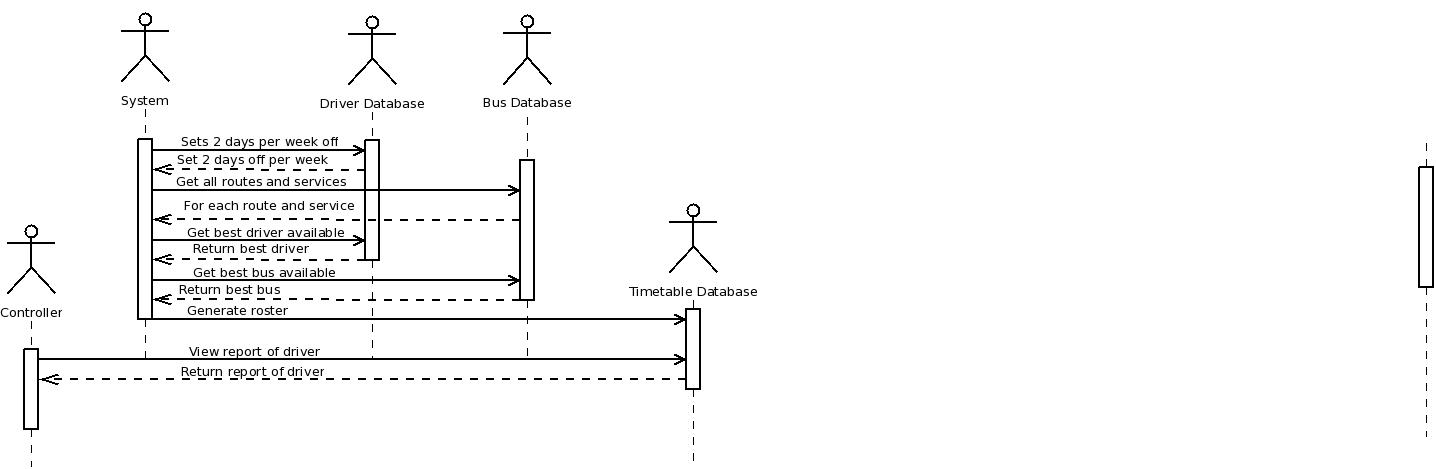 System
Driver Database
Bus Database
Sets 2 days per week off
Set 2 days off per week
Get all routes and services
For each route and service
Get best driver available
Return best driver
Get best bus available
Return best bus
Timetable Database
Generate roster
Controller
View report of driver
Return report of driver